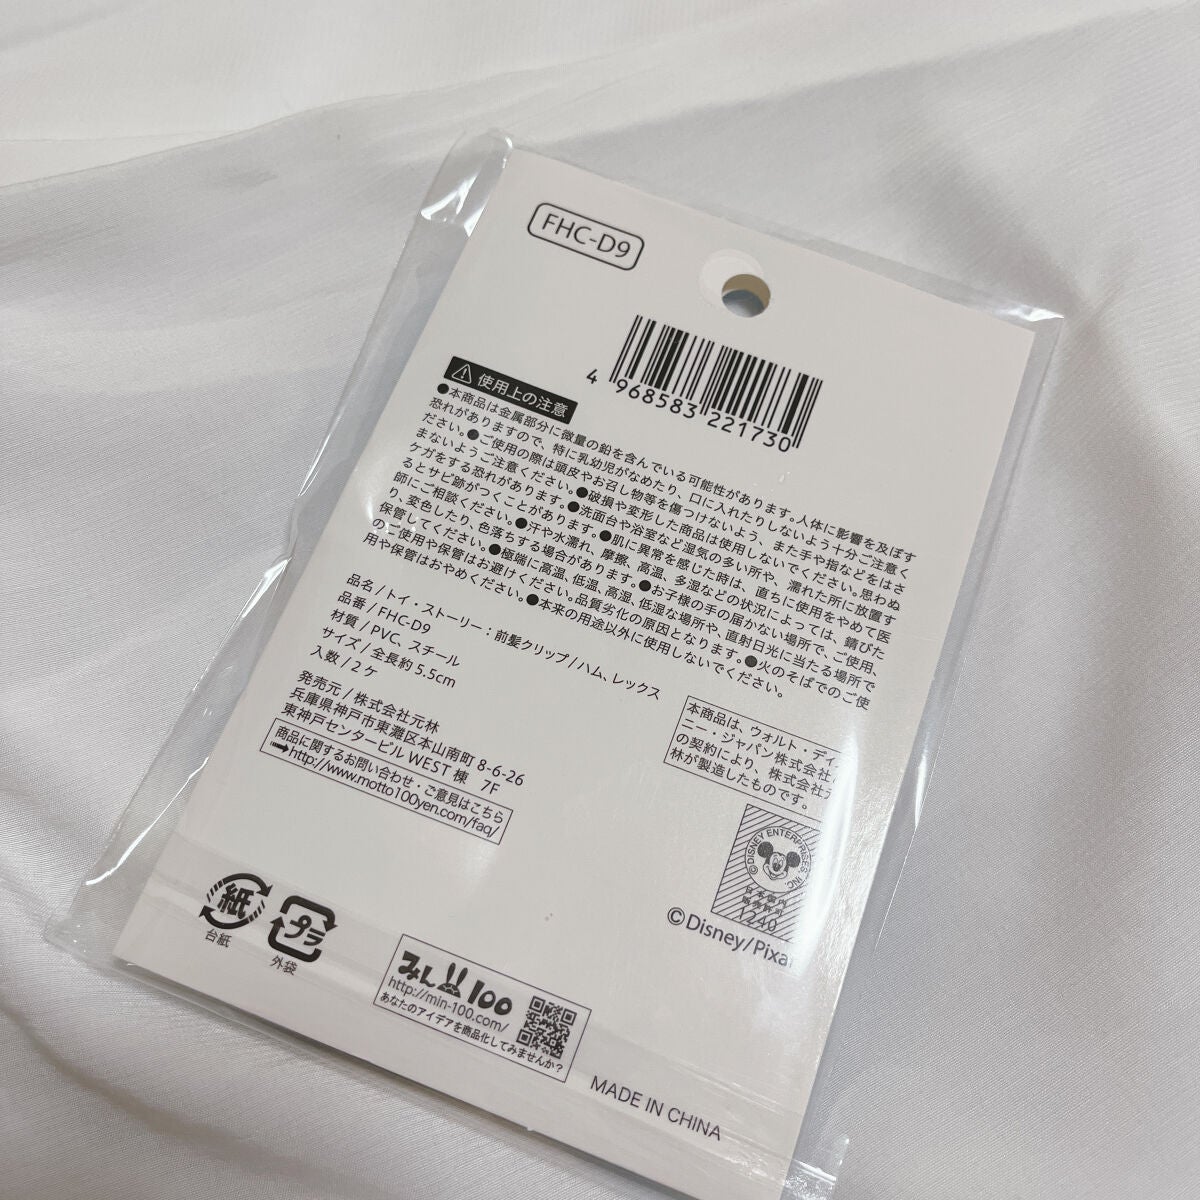 FHC-D9
4 968583 221730
使用上の注意
●本商品は金属部分に微量の鉛を含んでいる可能性があります。人体に影響を及ぼす
恐れがありますので、特に乳幼児がなめたり、口に入れたりしないよう十分ご注意く
ださい。●ご使用の際は頭皮やお召し物等を傷つけないよう、また手や指などをはさ
まないようご注意ください。●破損や変形した商品は使用しないでください。思わぬ
ケガをする恐れがあります。●洗面台や浴室など湿気の多い所や、濡れた所に放置す
るとサビ跡がつくことがあります。●肌に異常を感じた時は、直ちに使用をやめて医
師にご相談ください。●汗や水濡れ、摩擦、高温、多湿などの状況によっては、錆びた
り、変色したり、色落ちする場合があります。●お子様の手の届かない場所で、ご使用、
保管してください。●極端に高温、低温、高湿、低湿な場所や、直射日光に当たる場所で
のご使用や保管はお避けください。品質劣化の原因となります。●火のそばでのご使
用や保管はおやめください。●本来の用途以外に使用しないでください。
品名/トイ・ストーリー：前髪クリップ/ハム、レックス
品番/FHC-D9
材質/PVC、スチール
サイズ/全長約5.5cm
入数/2ケ
発売元/株式会社元林
兵庫県神戸市東灘区本山南町8-6-26
東神戸センタービルWEST棟 7F
商品に関するお問い合わせ・ご意見はこちら
➡http://www.motto100yen.com/faq/
本商品は、ウォルト・ディ
ニー・ジャパン株式会社
の契約により、株式会社元
林が製造したものです。
©DISNEY ENTERPRISES, INC.
日本国内
販売許可
1240
©Disney/Pixa
紙
台紙
プラ
外袋
みん100
http://min-100.com/
あなたのアイデアを商品化してみませんか？
MADE IN CHINA